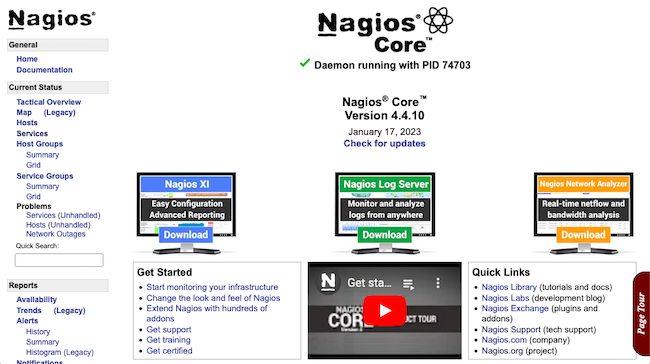 Nagios®
General
Home
Documentation
Current Status
Tactical Overview
Map (Legacy)
Hosts
Services
Host Groups
Summary
Grid
Service Groups
Summary
Grid
Problems
Services (Unhandled)
Hosts (Unhandled)
Network Outages
Quick Search:
Reports
Availability
Trends (Legacy)
Alerts
History
Summary
Histogram (Legacy)
Notifications
Nagios®
Core™
Daemon running with PID 74703
Nagios® Core™
Version 4.4.10
January 17, 2023
Check for updates
Nagios XI
Easy Configuration
Advanced Reporting
Download
Nagios Log Server
Monitor and analyze
logs from anywhere
Download
Nagios Network Analyzer
Real-time netflow and
bandwidth analysis
Download
Get Started
Start monitoring your infrastructure
Change the look and feel of Nagios
Extend Nagios with hundreds of
addons
Get support
Get training
Get certified
Get sta...
NAGIOS
CORE
UCT TOUR
Quick Links
Nagios Library (tutorials and docs)
Nagios Labs (development blog)
Nagios Exchange (plugins and
addons)
Nagios Support (tech support)
Nagios.com (company)
Nagios.org (project)
Page Tour